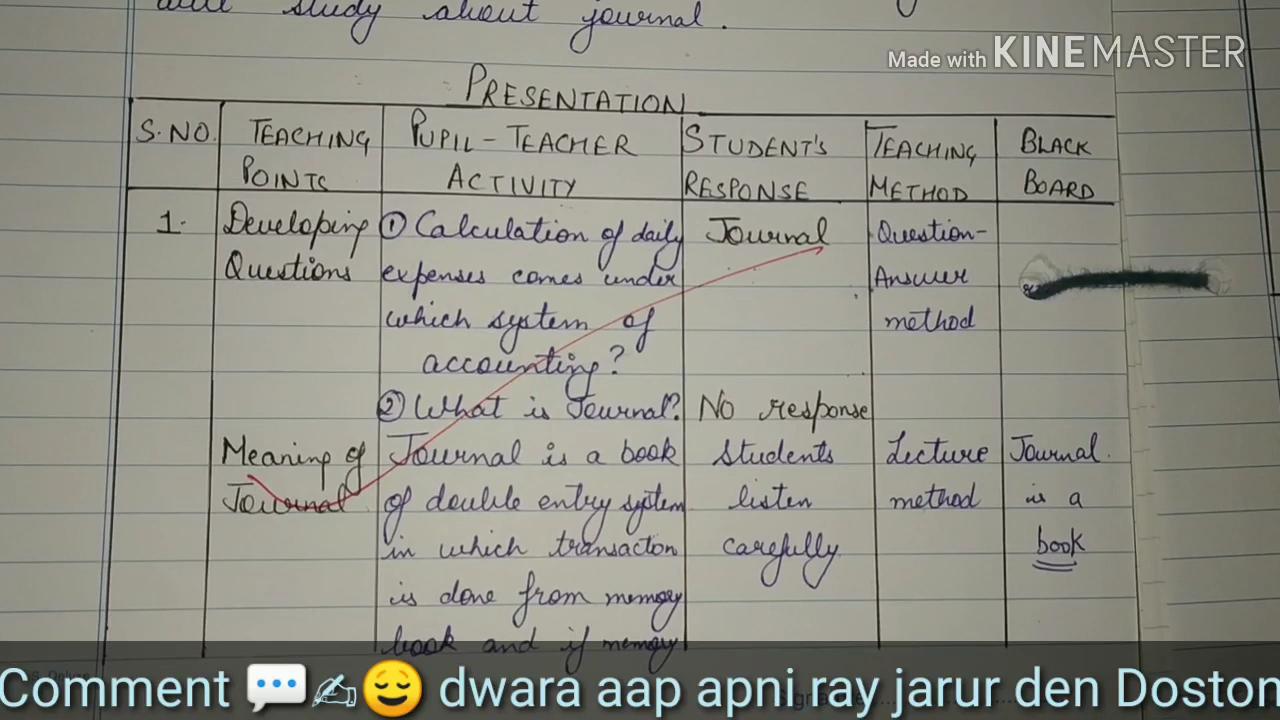 will study about journal.
Made with KINEMASTER
PRESENTATION
S.NO. TEACHING POINTS PUPIL-TEACHER ACTIVITY STUDENT'S RESPONSE TEACHING METHOD BLACK BOARD
1. Developing Questions
① Calculation of daily
expenses comes under
which system of
accounting?
Journal
Question-
Answer
method
② What is Journal?
No response
Meaning of
Journal
Journal is a book
of double entry system
in which transacton
is done from memory
book and if memory
Students
listen
carefully
Lecture
method
Journal
is a
book
Comment 💬✍😌 dwara aap apni ray jarur den Doston